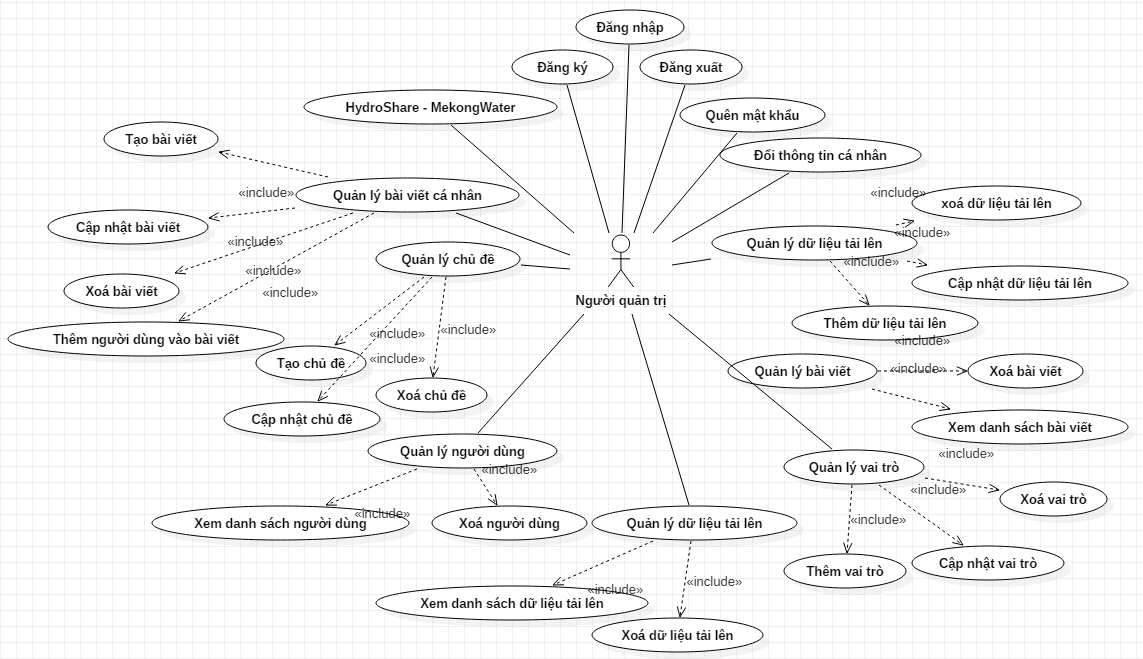 Đăng nhập
Đăng ký
Đăng xuất
HydroShare - MekongWater
Quên mật khẩu
Tạo bài viết
Đổi thông tin cá nhân
«include»
Quản lý bài viết cá nhân
«include»
xoá dữ liệu tải lên
Cập nhật bài viết
«include»
«include»
Quản lý dữ liệu tải lên
Quản lý chủ đề
«include»
«include»
Xoá bài viết
«include»
Người quản trị
Cập nhật dữ liệu tải lên
Thêm người dùng vào bài viết
«include»
«include»
Thêm dữ liệu tải lên
«include»
Tạo chủ đề
«include»
Quản lý bài viết
«include»
Xoá bài viết
Xoá chủ đề
Cập nhật chủ đề
Xem danh sách bài viết
Quản lý người dùng
«include»
«include»
Quản lý vai trò
«include»
Xoá vai trò
«include»
Xem danh sách người dùng
Xoá người dùng
Quản lý dữ liệu tải lên
«include»
Thêm vai trò
Cập nhật vai trò
«include»
«include»
Xem danh sách dữ liệu tải lên
Xoá dữ liệu tải lên